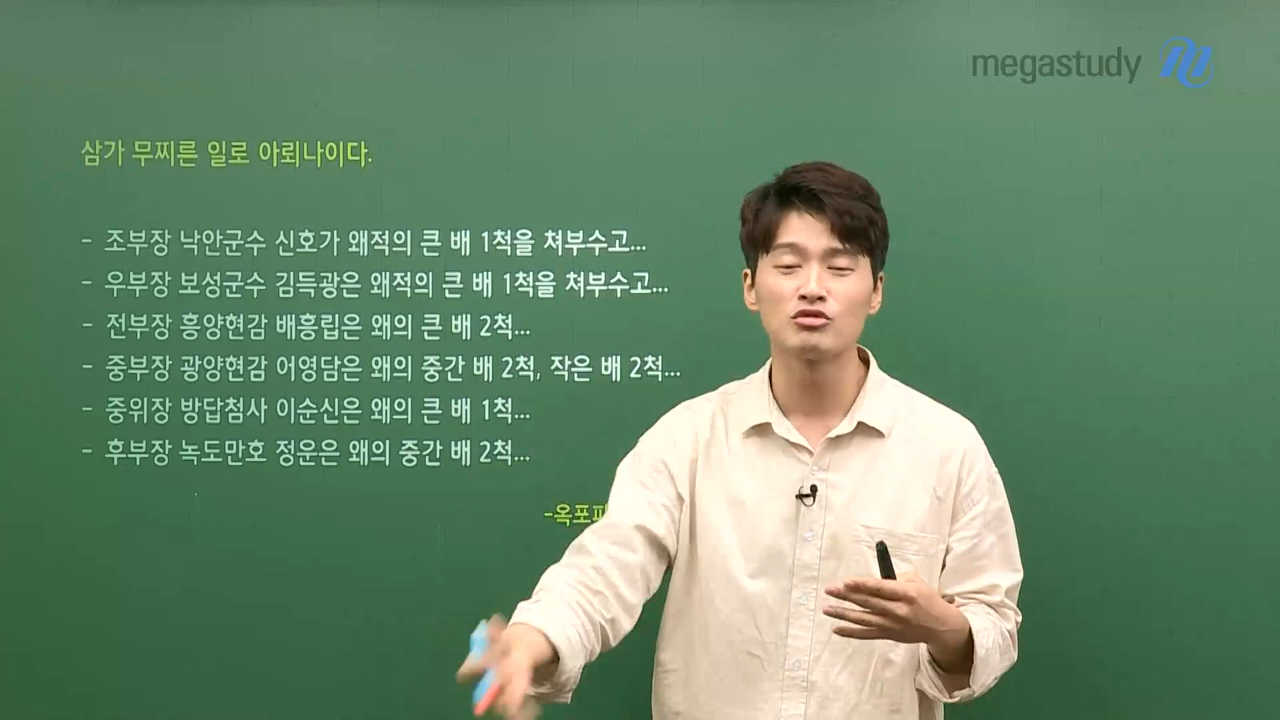 megastudy
삼가 무찌른 일로 아뢰나이다.
- 조부장 낙안군수 신호가 왜적의 큰 배 1척을 쳐부수고...
- 우부장 보성군수 김득광은 왜적의 큰 배 1척을 쳐부수고...
- 전부장 흥양현감 배흥립은 왜의 큰 배 2척...
- 중부장 광양현감 어영담은 왜의 중간 배 2척, 작은 배 2척...
- 중위장 방답첨사 이순신은 왜의 큰 배 1척...
- 후부장 녹도만호 정운은 왜의 중간 배 2척...
-옥포